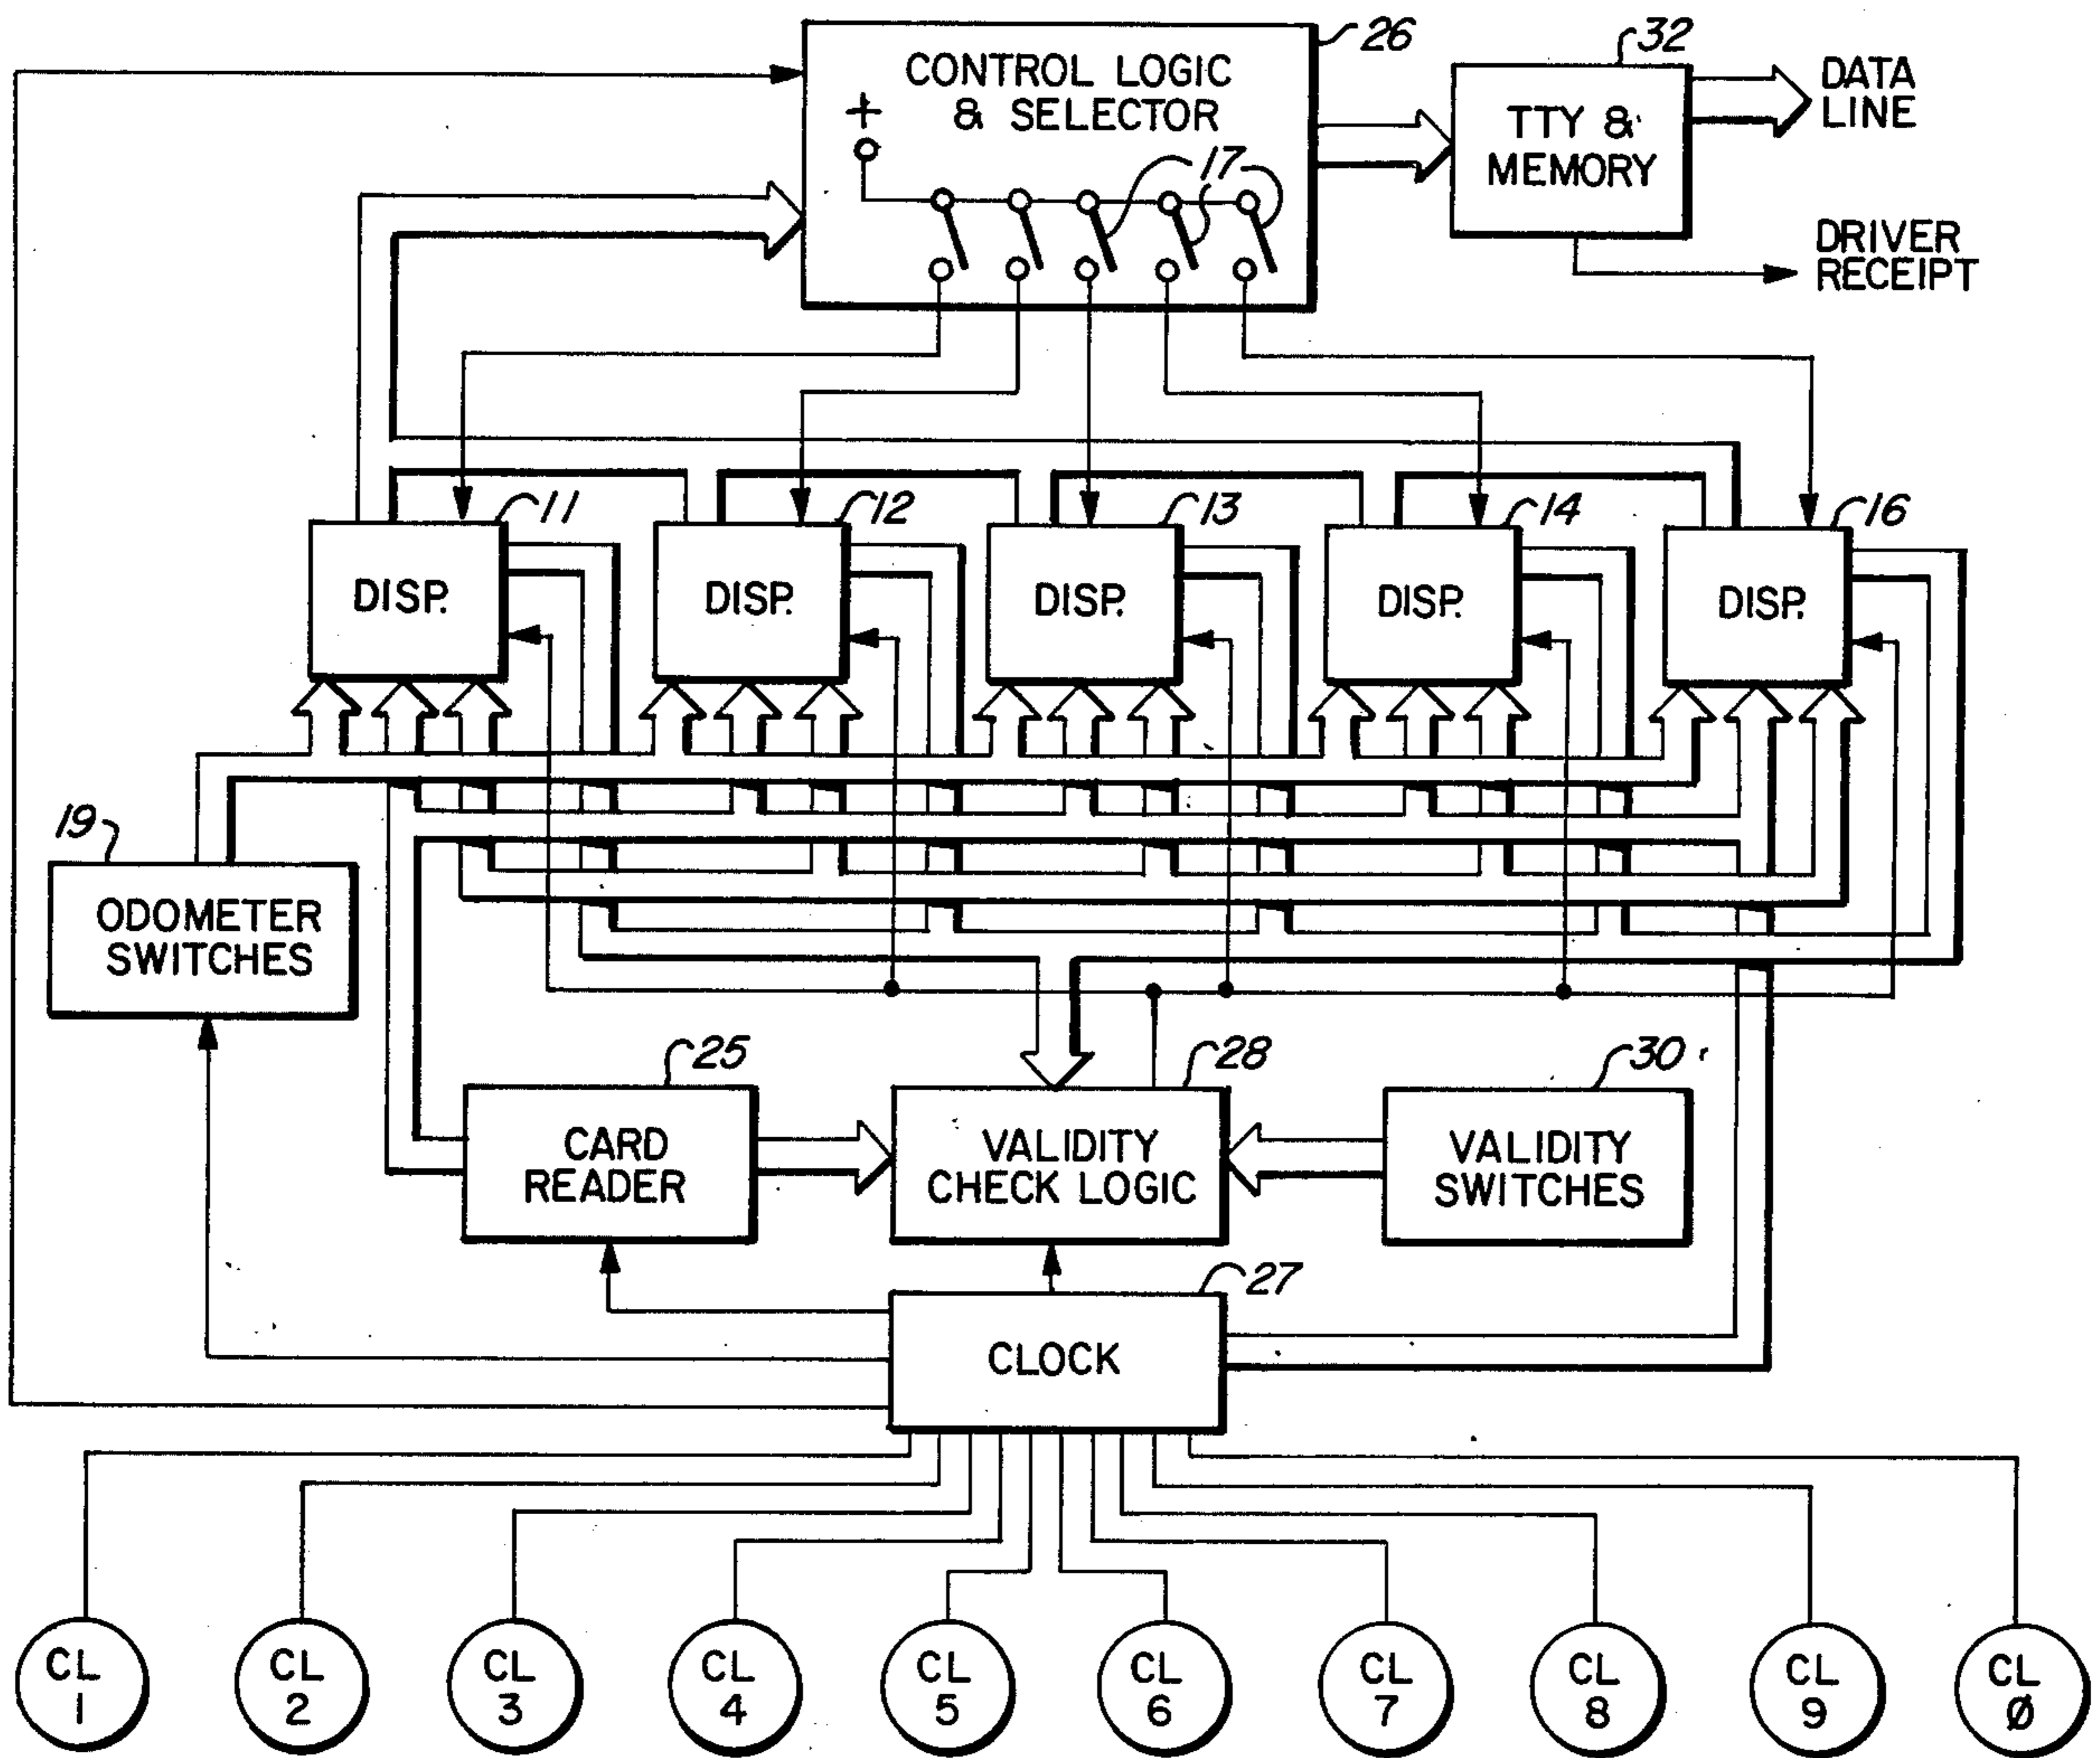 26
32
CONTROL LOGIC
& SELECTOR
+
17
TTY &
MEMORY
DATA
LINE
DRIVER
RECEIPT
11
12
13
14
16
DISP.
DISP.
DISP.
DISP.
DISP.
19
ODOMETER
SWITCHES
25
28
30
CARD
READER
VALIDITY
CHECK LOGIC
VALIDITY
SWITCHES
27
CLOCK
CL
1
CL
2
CL
3
CL
4
CL
5
CL
6
CL
7
CL
8
CL
9
CL
Ø